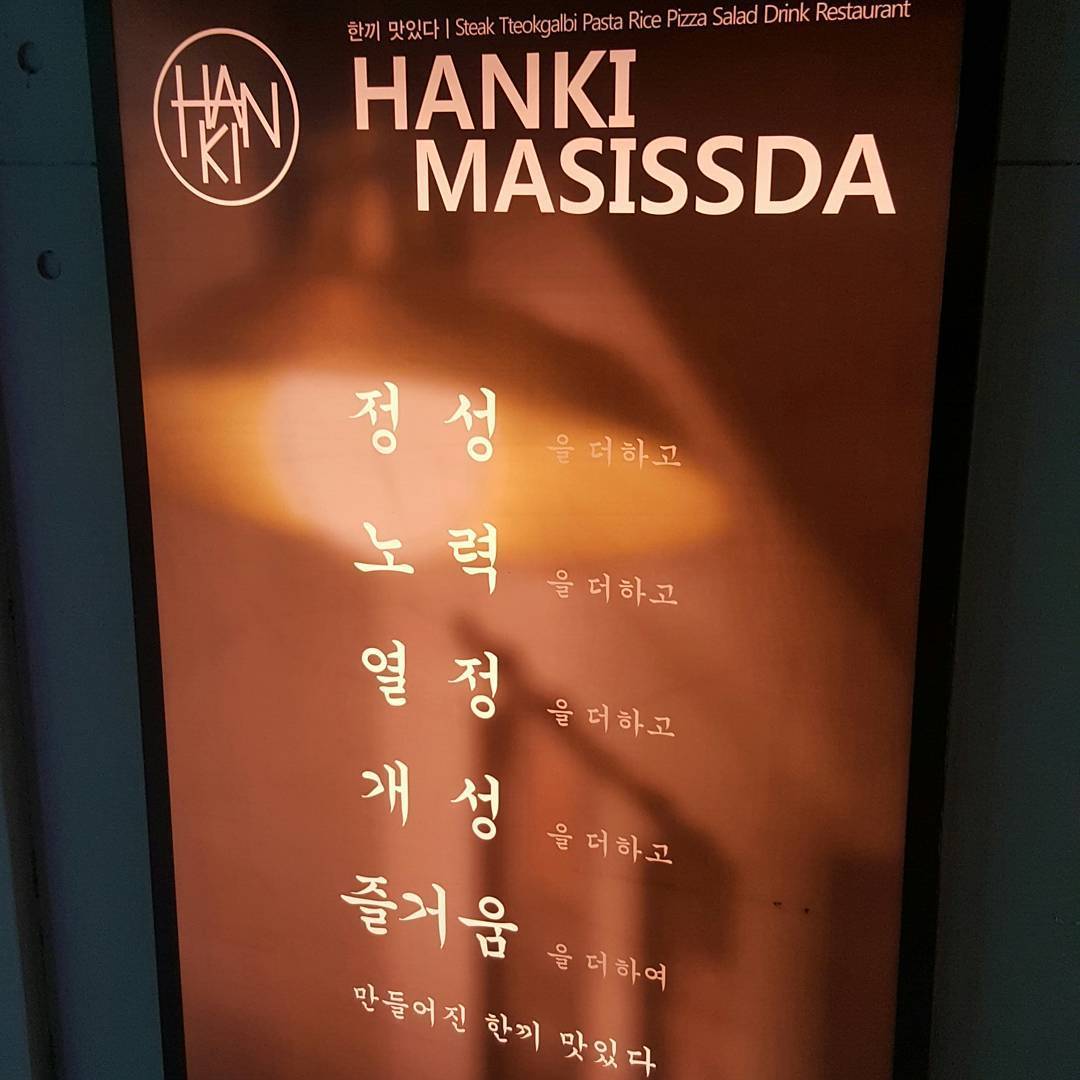 한끼 맛있다 | Steak Tteokgalbi Pasta Rice Pizza Salad Drink Restaurant
HAN
KI
HANKI
MASISSDA
정성을 더하고
노력을 더하고
열정을 더하고
개성을 더하고
즐거움을 더하여
만들어진 한끼 맛있다